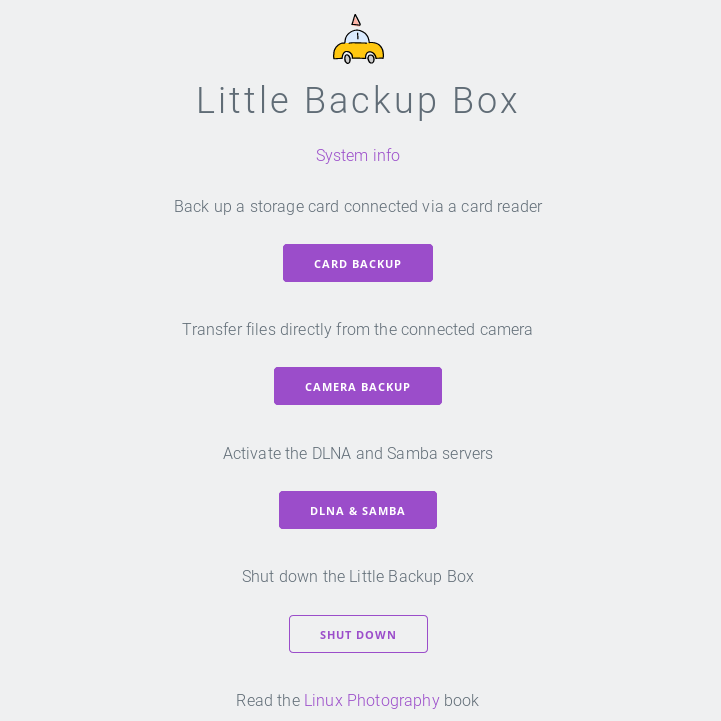 Little Backup Box
System info
Back up a storage card connected via a card reader
CARD BACKUP
Transfer files directly from the connected camera
CAMERA BACKUP
Activate the DLNA and Samba servers
DLNA & SAMBA
Shut down the Little Backup Box
SHUT DOWN
Read the Linux Photography book